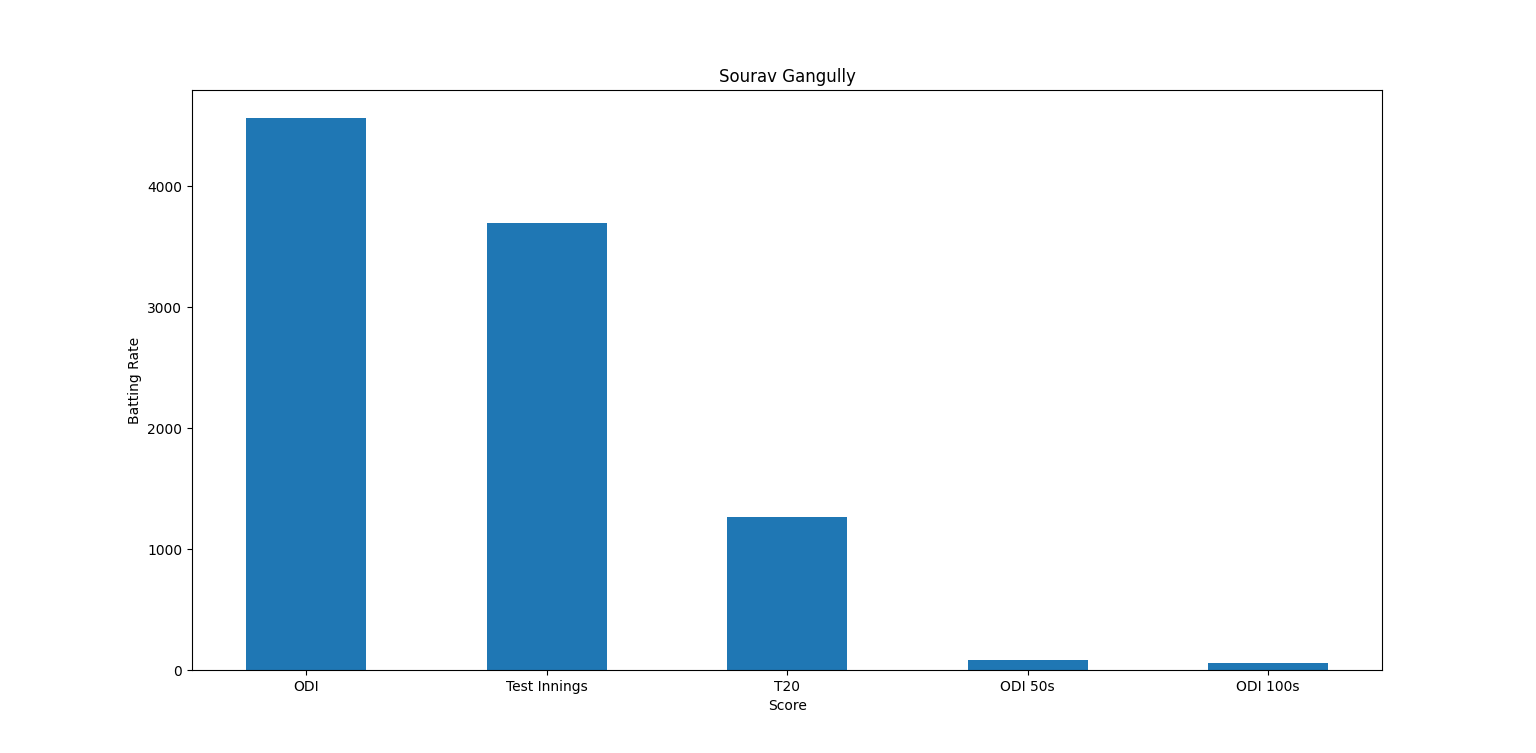 Sourav Gangully
4000
3000
2000
1000
0
Batting Rate
ODI Test Innings T20 ODI 50s ODI 100s
Score